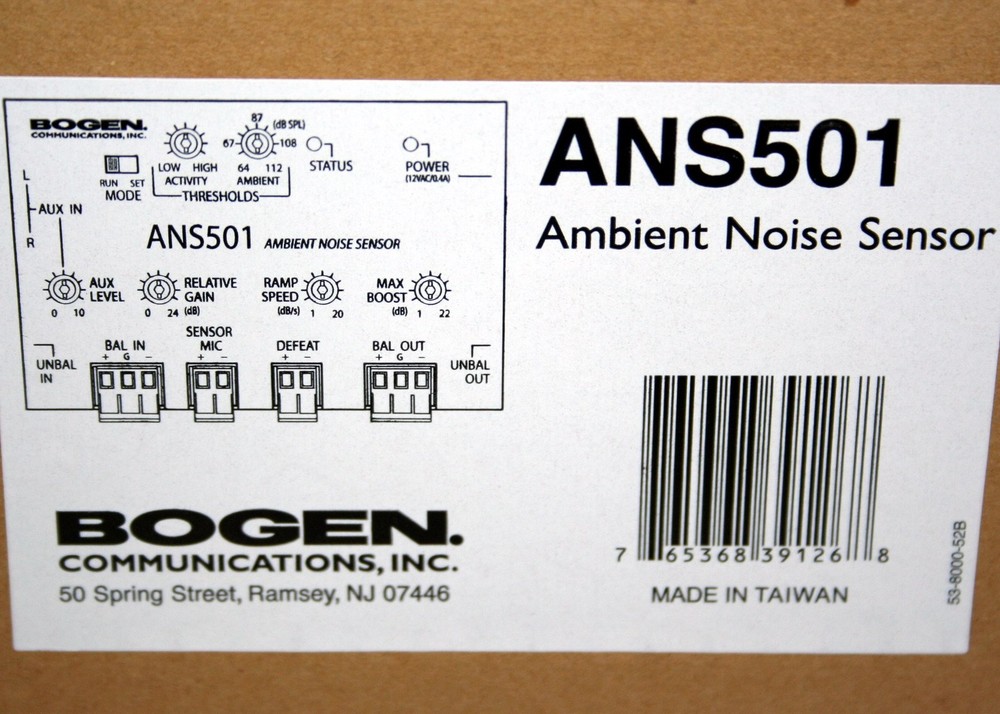 BOGEN.
COMMUNICATIONS, INC.
87
(dB SPL)
67
108
LOW HIGH
64 112
ACTIVITY
AMBIENT
THRESHOLDS
STATUS
POWER
(12VAC/0.4A)
RUN SET
MODE
L
AUX IN
R
ANS501 AMBIENT NOISE SENSOR
AUX
LEVEL
0 10
RELATIVE
GAIN
0 24 (dB)
RAMP
SPEED
(dB/s) 1 20
MAX
BOOST
(dB) 1 22
UNBAL
IN
BAL IN
+ G -
SENSOR
MIC
+ -
DEFEAT
+ -
BAL OUT
+ G -
UNBAL
OUT
ANS501
Ambient Noise Sensor
BOGEN.
COMMUNICATIONS, INC.
50 Spring Street, Ramsey, NJ 07446
7 65368 39126 8
MADE IN TAIWAN
53-8000-52B